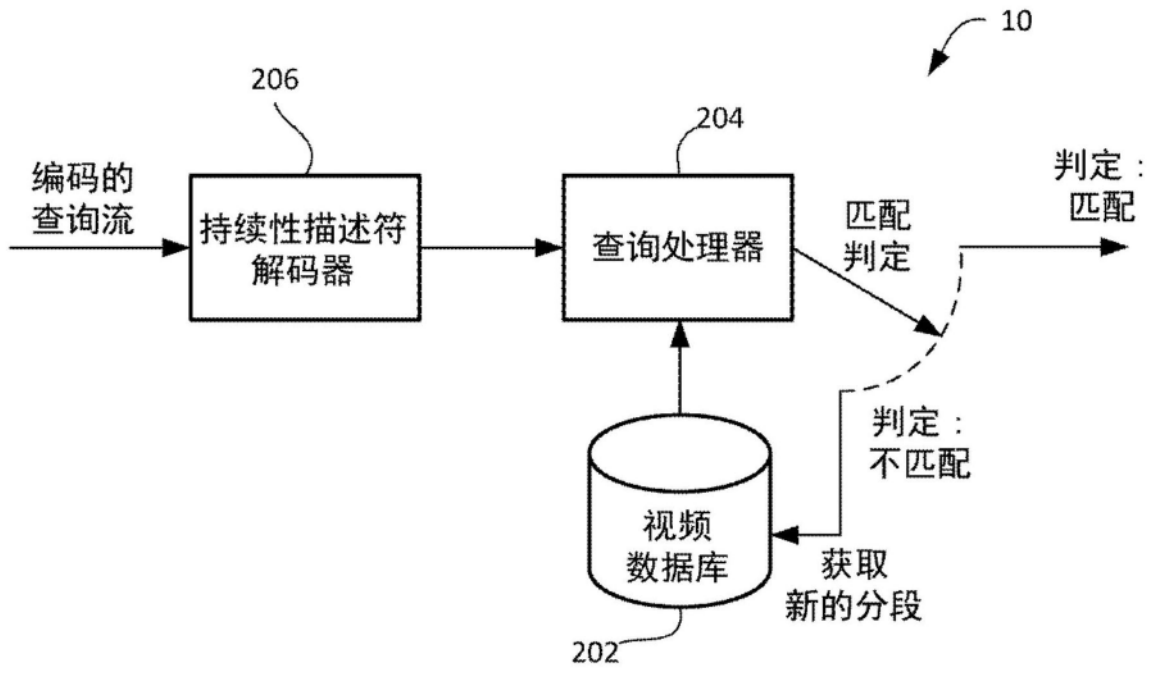 10
206
204
编码的
查询流
持续性描述符
解码器
查询处理器
匹配
判定
判定：
匹配
判定：
不匹配
视频
数据库
获取
新的分段
202